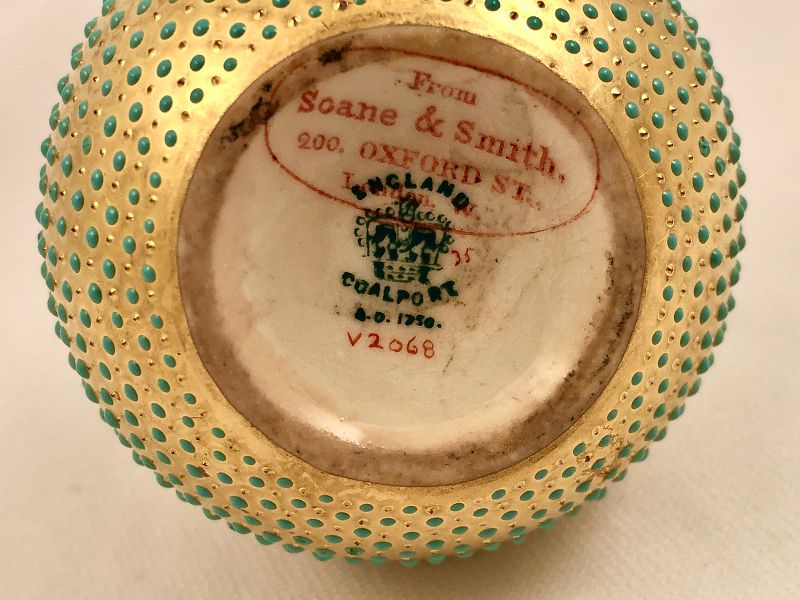 From
Soane & Smith,
200. OXFORD ST.,
London, W.
ENGLAND
35
COALPORT
A.D. 1750.
V2068